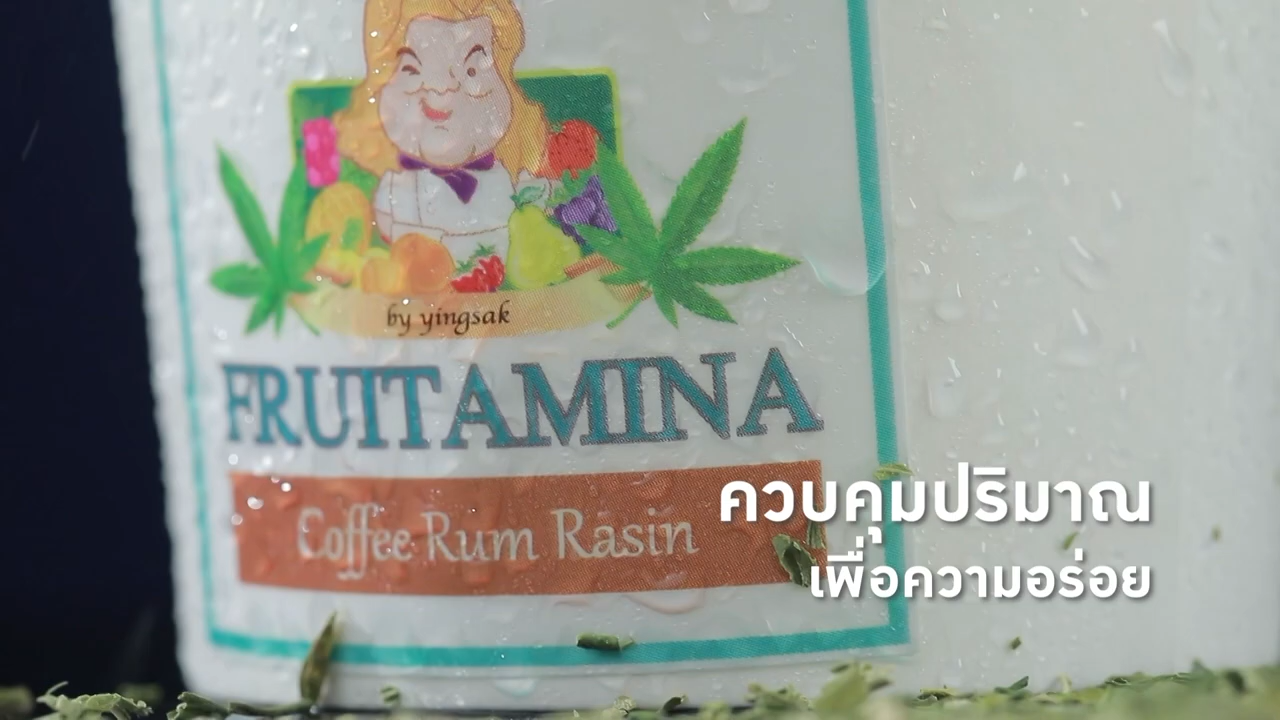 by yingsak
FRUITAMINA
Coffee Rum Rasin
ควบคุมปริมาณ
เพื่อความอร่อย